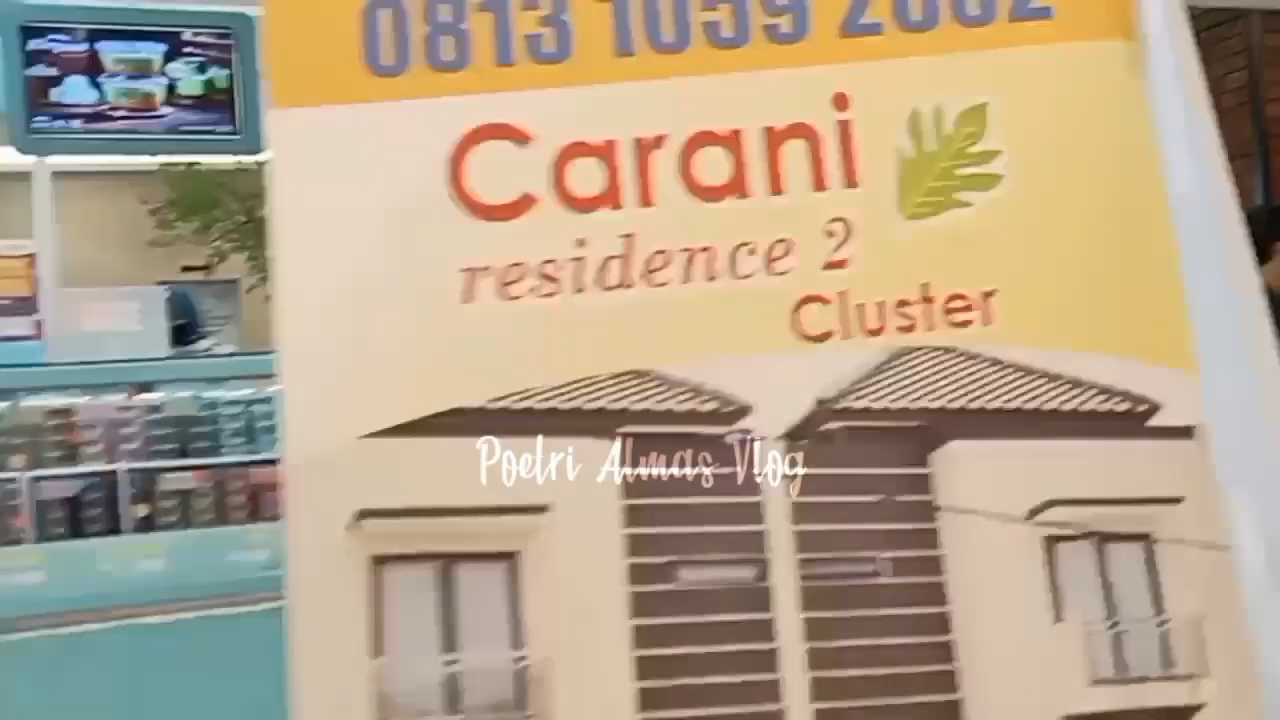 0813 1059 2002
Carani
residence 2
Cluster
Poetri Almas Vlog